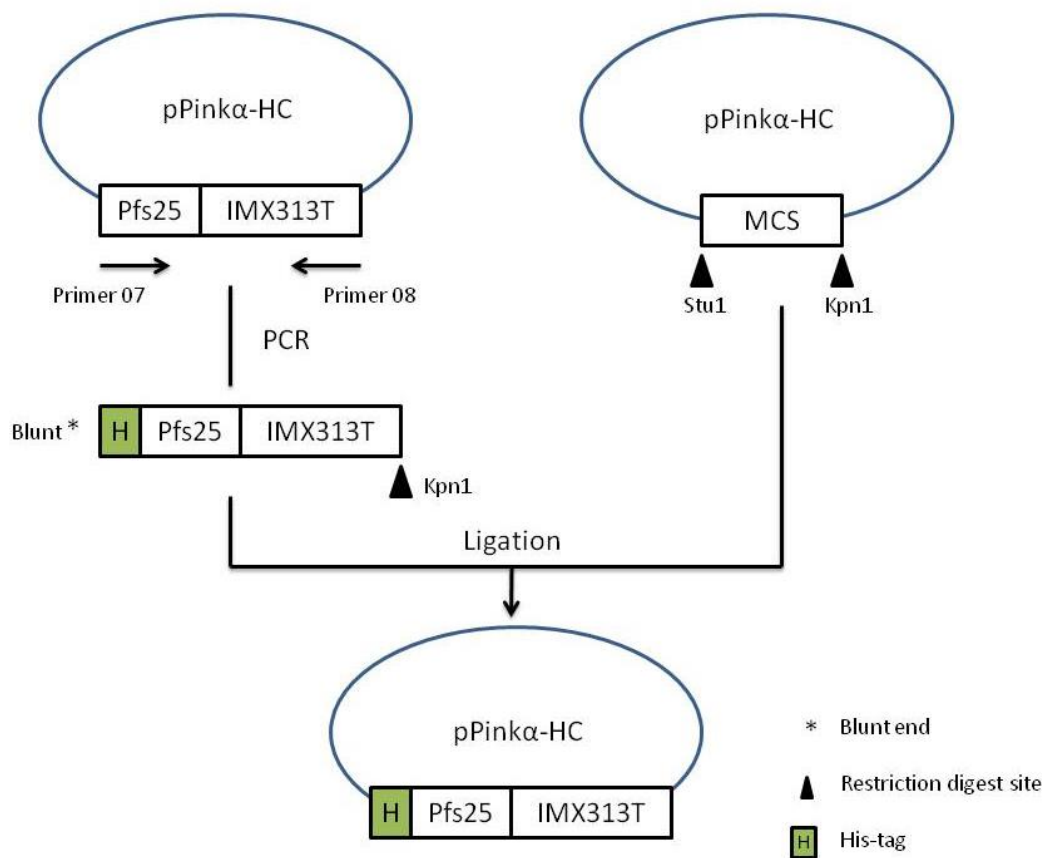 pPinkα-HC
pPinkα-HC
Pfs25 IMX313T
MCS
Primer 07
Primer 08
Stu1
Kpn1
PCR
Blunt *
H Pfs25 IMX313T
Kpn1
Ligation
pPinkα-HC
H Pfs25 IMX313T
* Blunt end
Restriction digest site
H His-tag